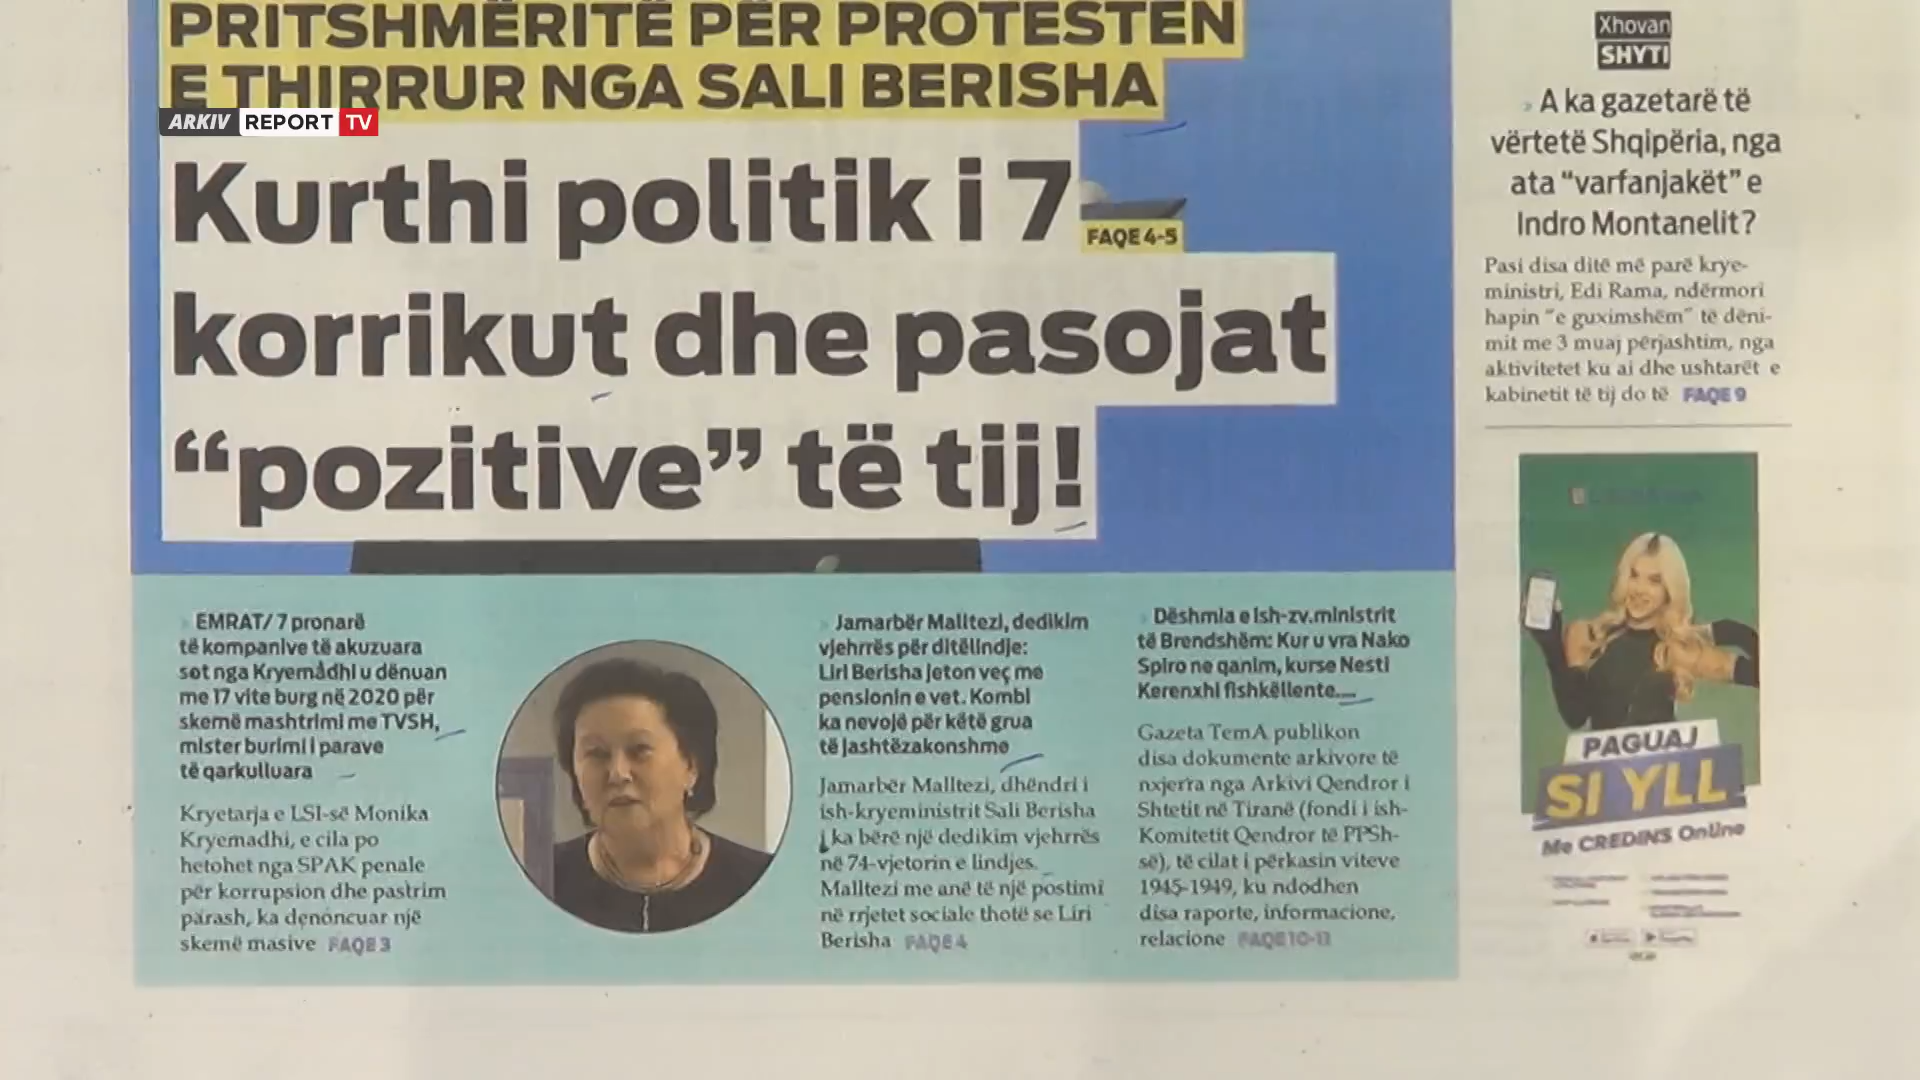 PRITSHMËRITË PËR PROTESTËN
E THIRRUR NGA SALI BERISHA
ARKIV REPORT TV
Kurthi politik i 7
FAQE 4-5
korrikut dhe pasojat
“pozitive” të tij!
EMRAT/ 7 pronarë
të kompanive të akuzuara
sot nga Kryemadhi u dënuan
me 17 vite burg në 2020 për
skemë mashtrimi me TVSH,
mister burimi i parave
të qarkulluara
Kryetarja e LSI-së Monika
Kryemadhi, e cila po
hetohet nga SPAK penale
për korrupsion dhe pastrim
parash, ka denoncuar një
skemë masive FAQE 3
Jamarbër Malltezi, dedikim
vjehrrës për ditëlindje:
Liri Berisha jeton veç me
pensionin e vet. Kombi
ka nevojë për këtë grua
të jashtëzakonshme
Jamarbër Malltezi, dhëndri i
ish-kryeministrit Sali Berisha
ka bërë një dedikim vjehrrës
në 74-vjetorin e lindjes.
Malltezi me anë të një postimi
në rrjetet sociale thotë se Liri
Berisha FAQE 4
Dëshmia e ish-zv.ministrit
të Brendshëm: Kur u vra Nako
Spiro ne qanim, kurse Nesti
Kerenxhi fishkëllente....
Gazeta TemA publikon
disa dokumente arkivore të
nxjerra nga Arkivi Qendror i
Shtetit në Tiranë (fondi i ish-
Komitetit Qendror të PPSh-
së), të cilat i përkasin viteve
1945-1949, ku ndodhen
disa raporte, informacione,
relacione FAQE 10-11
Xhovan
SHYTI
A ka gazetarë të
vërtetë Shqipëria, nga
ata “varfanjakët” e
Indro Montanelit?
Pasi disa ditë më parë krye-
ministri, Edi Rama, ndërmori
hapin “e guximshëm” të dëni-
mit me 3 muaj përjashtim, nga
aktivitetet ku ai dhe ushtarët e
kabinetit të tij do të FAQE 9
PAGUAJ
SI YLL
Me CREDINS Online